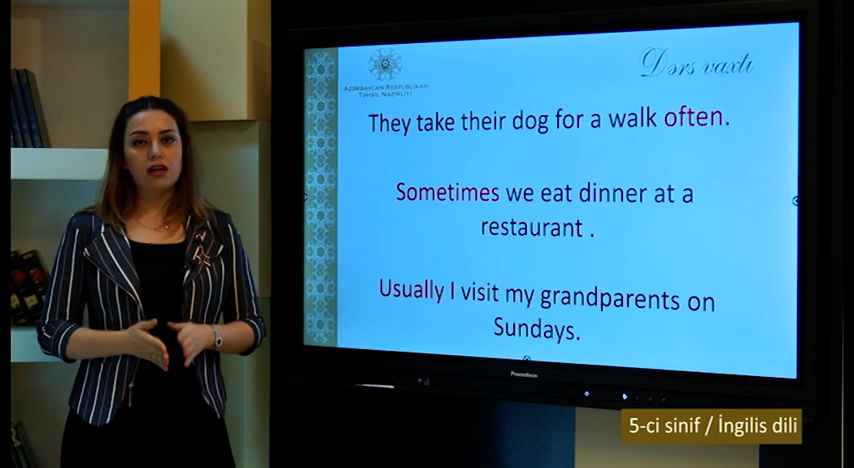 Dərs vaxtı
AZƏRBAYCAN RESPUBLİKASI
TƏHSİL NAZİRLİYİ
They take their dog for a walk often.
Sometimes we eat dinner at a
restaurant .
Usually I visit my grandparents on
Sundays.
Promethean
5-ci sinif / İngilis dili